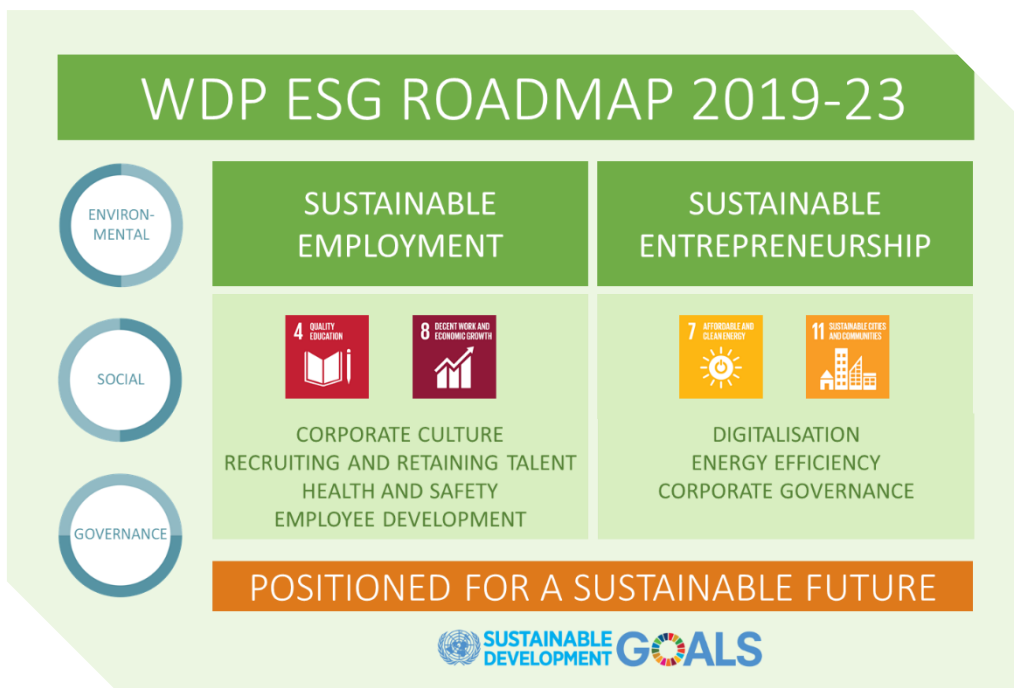 WDP ESG ROADMAP 2019-23
ENVIRON-
MENTAL
SOCIAL
GOVERNANCE
SUSTAINABLE
EMPLOYMENT
4 QUALITY
EDUCATION
8 DECENT WORK AND
ECONOMIC GROWTH
CORPORATE CULTURE
RECRUITING AND RETAINING TALENT
HEALTH AND SAFETY
EMPLOYEE DEVELOPMENT
SUSTAINABLE
ENTREPRENEURSHIP
7 AFFORDABLE AND
CLEAN ENERGY
11 SUSTAINABLE CITIES
AND COMMUNITIES
DIGITALISATION
ENERGY EFFICIENCY
CORPORATE GOVERNANCE
POSITIONED FOR A SUSTAINABLE FUTURE
SUSTAINABLE
DEVELOPMENT GOALS